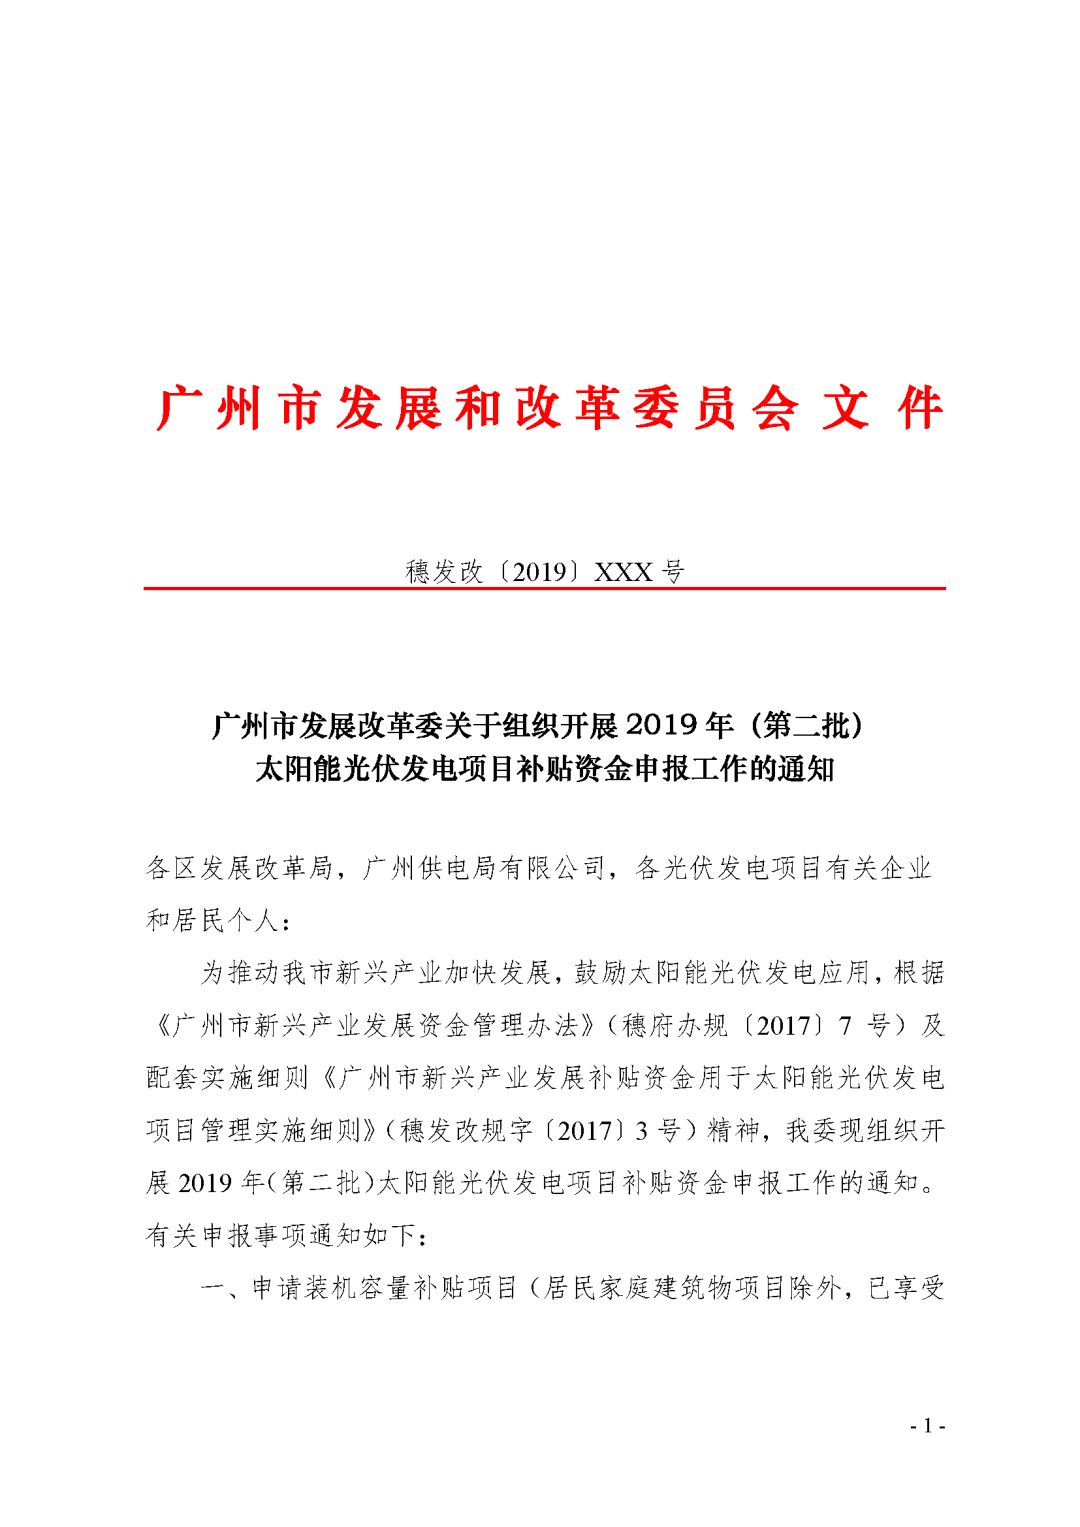 广州市发展和改革委员会文件
穗发改〔2019〕XXX 号
广州市发展改革委关于组织开展 2019 年（第二批）
太阳能光伏发电项目补贴资金申报工作的通知
各区发展改革局，广州供电局有限公司，各光伏发电项目有关企业
和居民个人：
为推动我市新兴产业加快发展，鼓励太阳能光伏发电应用，根据
《广州市新兴产业发展资金管理办法》（穗府办规〔2017〕7 号）及
配套实施细则《广州市新兴产业发展补贴资金用于太阳能光伏发电
项目管理实施细则》（穗发改规字〔2017〕3 号）精神，我委现组织开
展 2019 年（第二批）太阳能光伏发电项目补贴资金申报工作的通知。
有关申报事项通知如下：
一、申请装机容量补贴项目（居民家庭建筑物项目除外，已享受
- 1 -